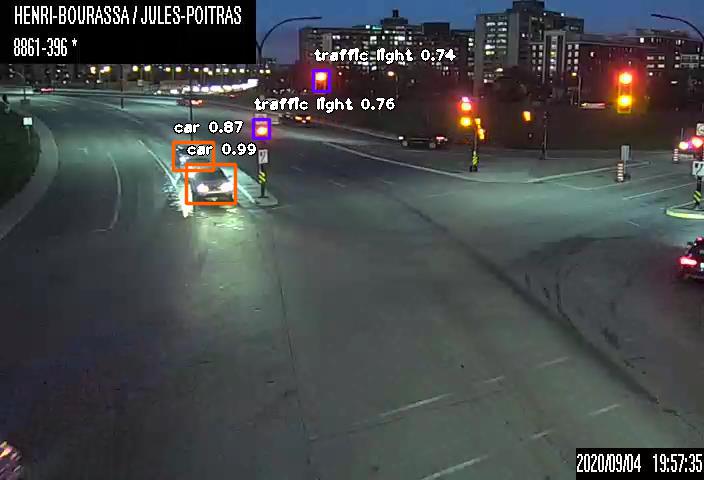 HENRI-BOURASSA / JULES-POITRAS
8861-396 *
traffic light 0.74
traffic light 0.76
car 0.87
car 0.99
2020/09/04 19:57:35